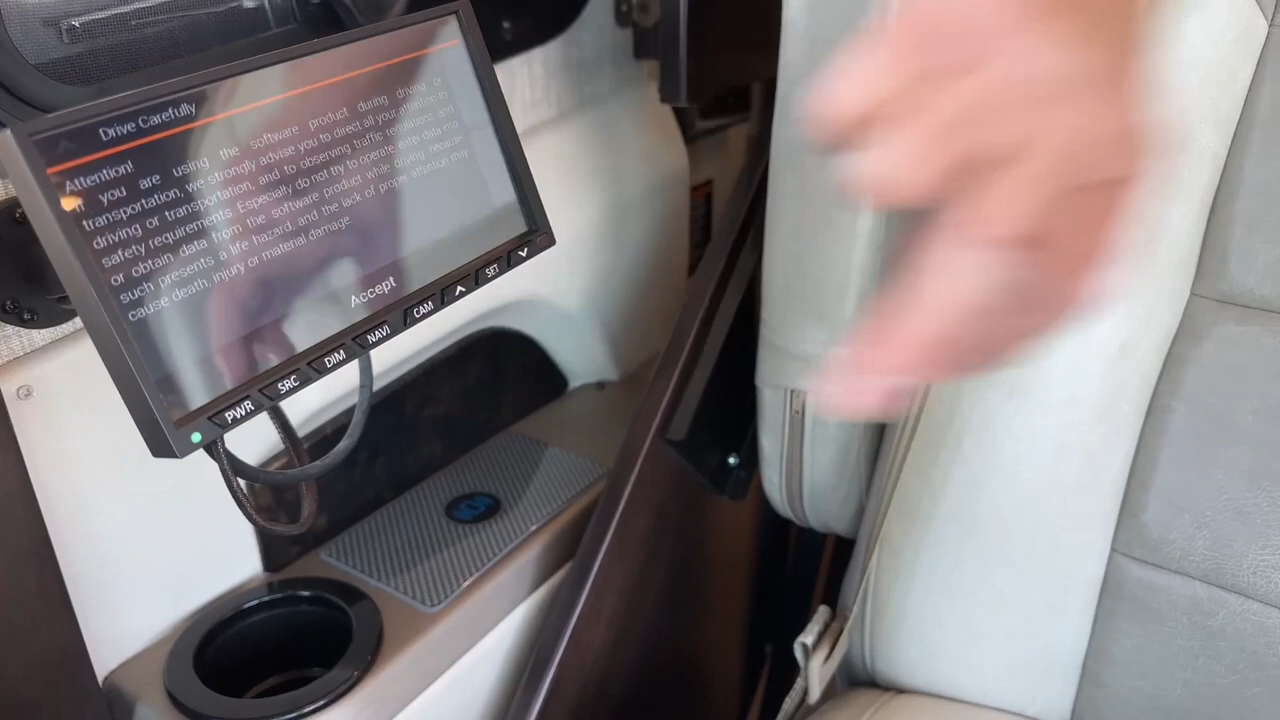 Drive Carefully
Attention!
If you are using the software product during driving or
transportation, we strongly advise you to direct all your attention to
driving or transportation, and to observing traffic regulations and
safety requirements. Especially do not try to operate, enter data into
or obtain data from the software product while driving, because
such presents a life hazard, and the lack of proper attention may
cause death, injury or material damage.
Accept
PWR SRC DIM NAVI CAM SET